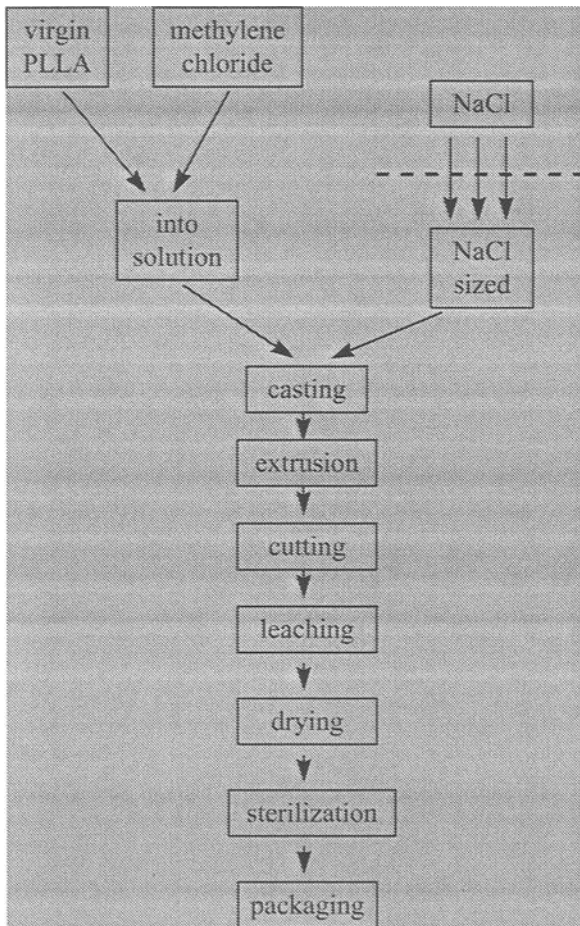 virgin
PLLA
methylene
chloride
NaCl
into
solution
NaCl
sized
casting
extrusion
cutting
leaching
drying
sterilization
packaging